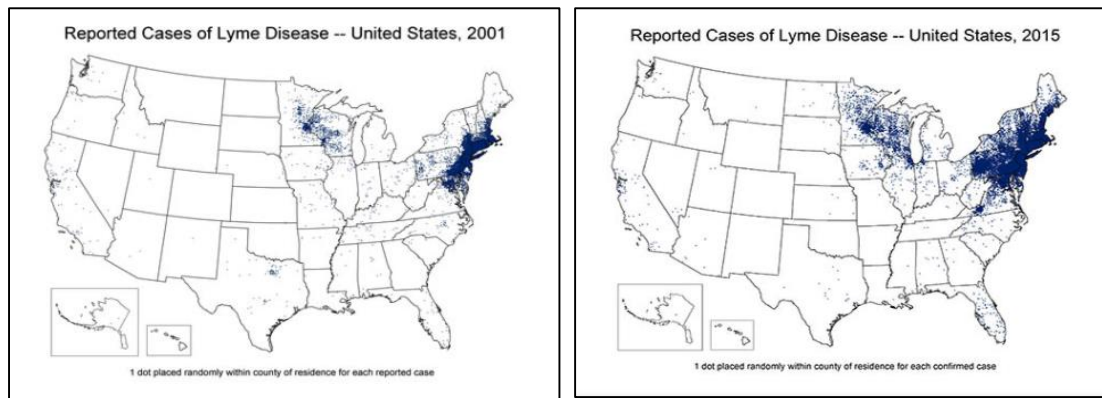 Reported Cases of Lyme Disease -- United States, 2001
1 dot placed randomly within county of residence for each reported case
Reported Cases of Lyme Disease -- United States, 2015
1 dot placed randomly within county of residence for each confirmed case